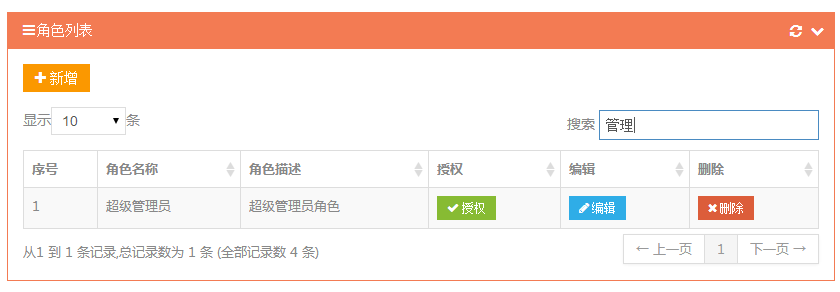 角色列表
新增
显示 10 条
搜索 管理
序号 角色名称 角色描述 授权 编辑 删除
1 超级管理员 超级管理员角色 授权 编辑 删除
从1 到 1 条记录,总记录数为 1 条 (全部记录数 4 条)
← 上一页 1 下一页 →